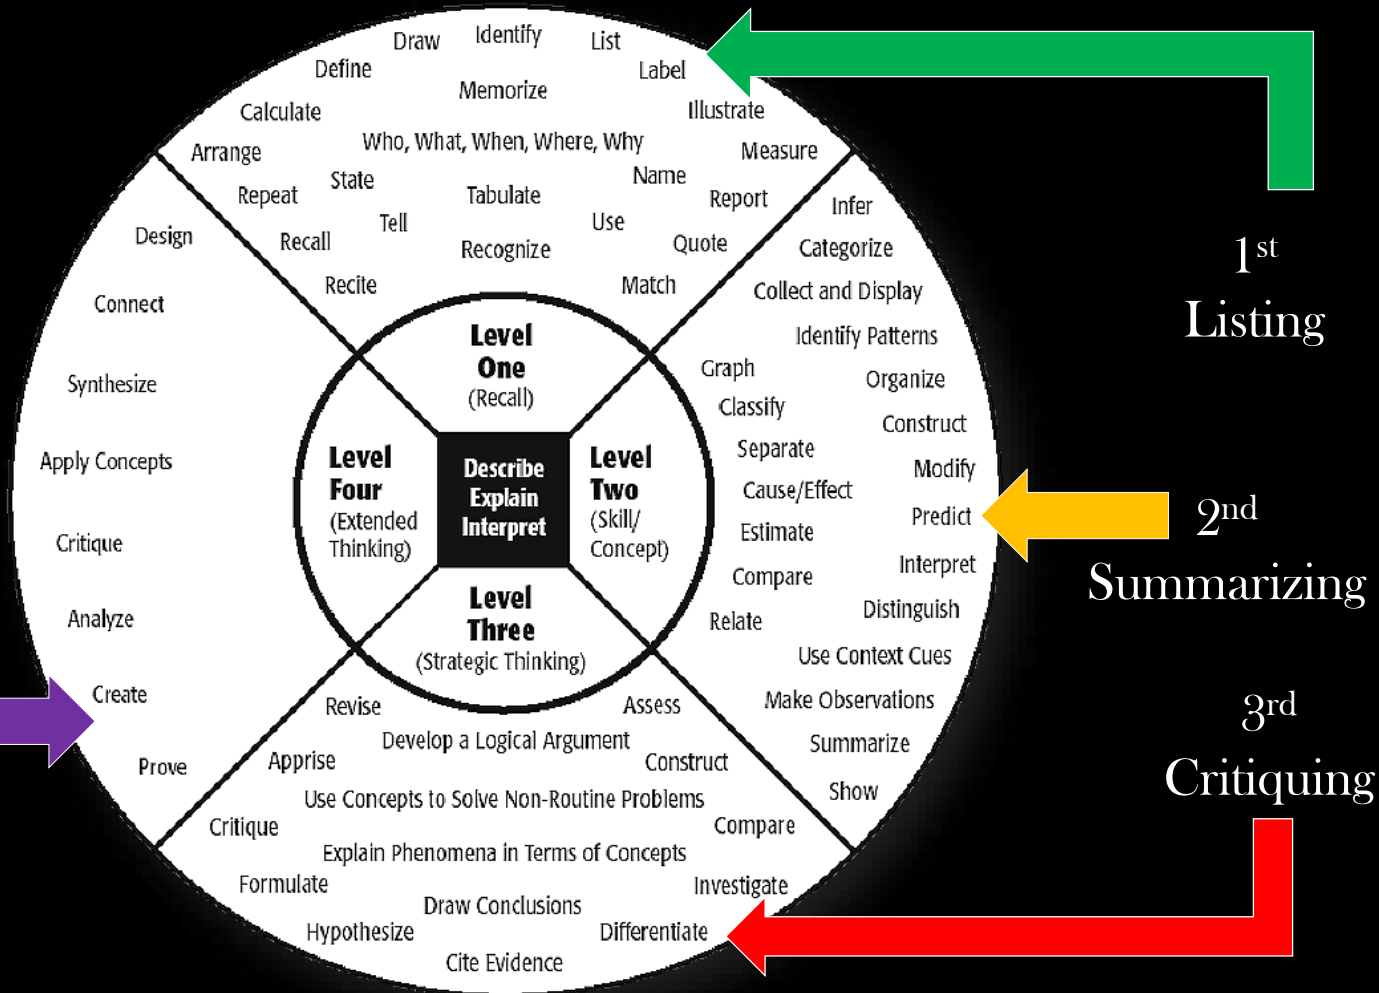 Draw
Identify
List
Define
Label
Memorize
Calculate
Illustrate
Who, What, When, Where, Why
Arrange
Measure
State
Name
Repeat
Tabulate
Report
Tell
Use
Recall
Recognize
Quote
Recite
Match
Infer
Categorize
Collect and Display
Identify Patterns
Graph
Organize
Classify
Construct
Separate
Modify
Cause/Effect
Predict
Estimate
Interpret
Compare
Distinguish
Relate
Use Context Cues
Make Observations
Summarize
Show
Revise
Assess
Develop a Logical Argument
Apprise
Construct
Use Concepts to Solve Non-Routine Problems
Critique
Compare
Explain Phenomena in Terms of Concepts
Formulate
Investigate
Draw Conclusions
Hypothesize
Differentiate
Cite Evidence
Design
Connect
Synthesize
Apply Concepts
Critique
Analyze
Create
Prove
Level
One
(Recall)
Level
Two
(Skill/
Concept)
Level
Three
(Strategic Thinking)
Level
Four
(Extended
Thinking)
Describe
Explain
Interpret
1st
Listing
2nd
Summarizing
3rd
Critiquing